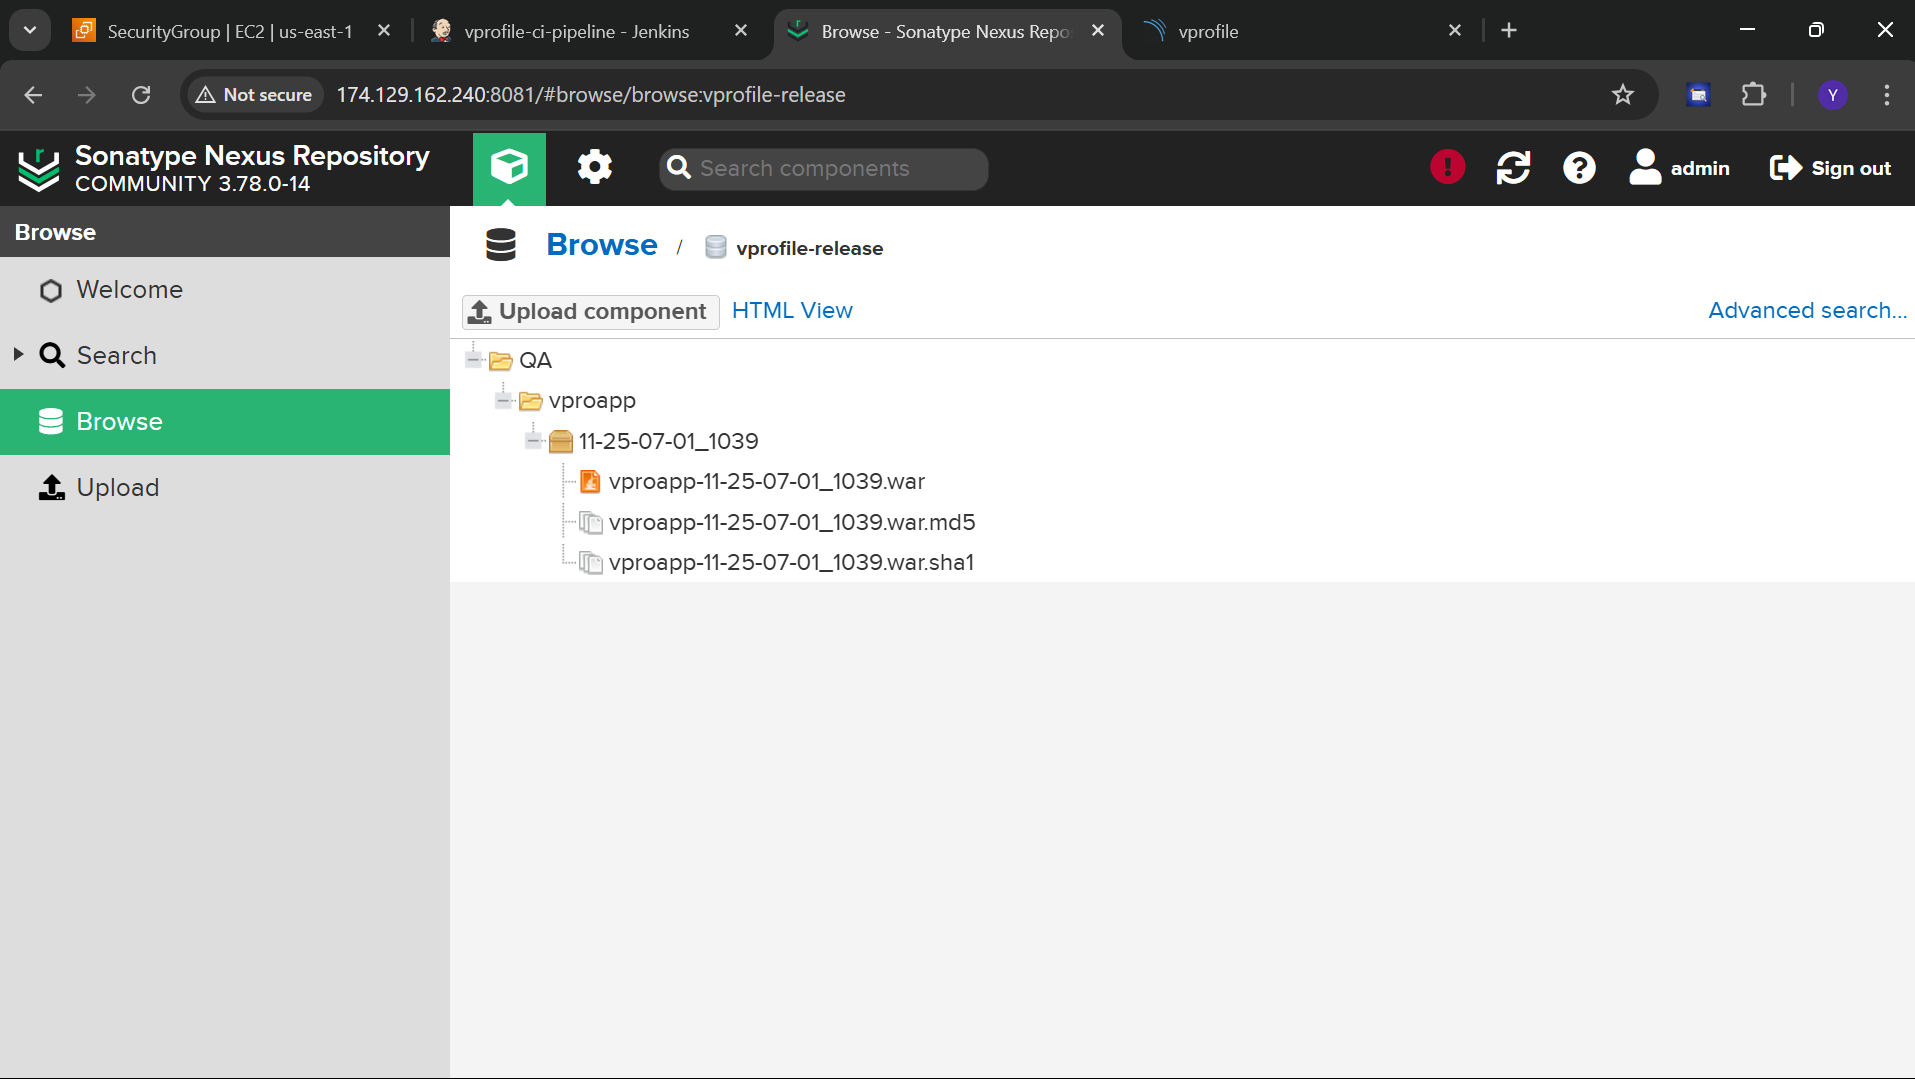 SecurityGroup | EC2 | us-east-1
vprofile-ci-pipeline - Jenkins
Browse - Sonatype Nexus Repo
vprofile
Not secure
174.129.162.240:8081/#browse/browse:vprofile-release
Y
Sonatype Nexus Repository
COMMUNITY 3.78.0-14
Search components
admin
Sign out
Browse
Welcome
Search
Browse
Upload
Browse / vprofile-release
Upload component
HTML View
Advanced search...
QA
vproapp
11-25-07-01_1039
vproapp-11-25-07-01_1039.war
vproapp-11-25-07-01_1039.war.md5
vproapp-11-25-07-01_1039.war.sha1